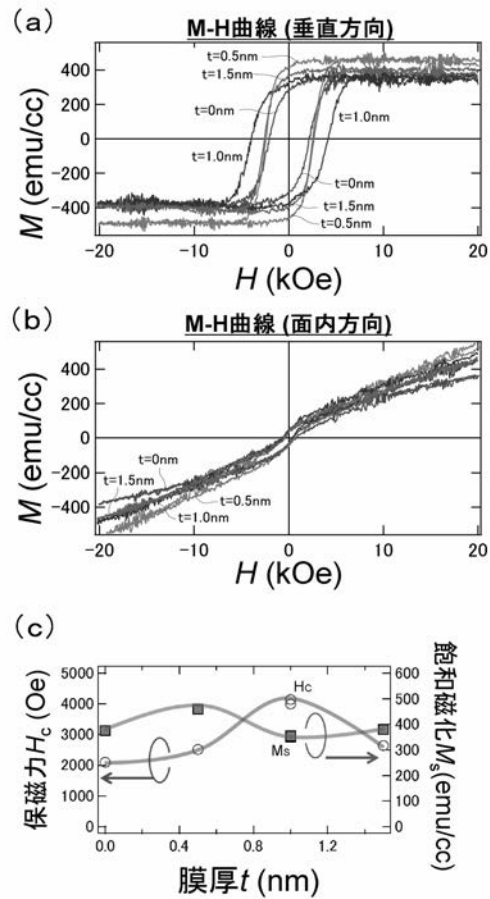 (a)
M-H曲線 (垂直方向)
t=0.5nm
t=1.5nm
t=0nm
t=1.0nm
t=1.0nm
t=0nm
t=1.5nm
t=0.5nm
400
200
0
-200
-400
M (emu/cc)
-20 -10 0 10 20
H (kOe)
(b)
M-H曲線 (面内方向)
400
200
0
-200
-400
M (emu/cc)
t=0nm
t=1.5nm
t=0.5nm
t=1.0nm
-20 -10 0 10 20
H (kOe)
(c)
保磁力Hc (Oe)
5000
4000
3000
2000
1000
0
Hc
Ms
600
500
400
300
200
100
0
飽和磁化Ms(emu/cc)
0.0 0.4 0.8 1.2
膜厚t (nm)